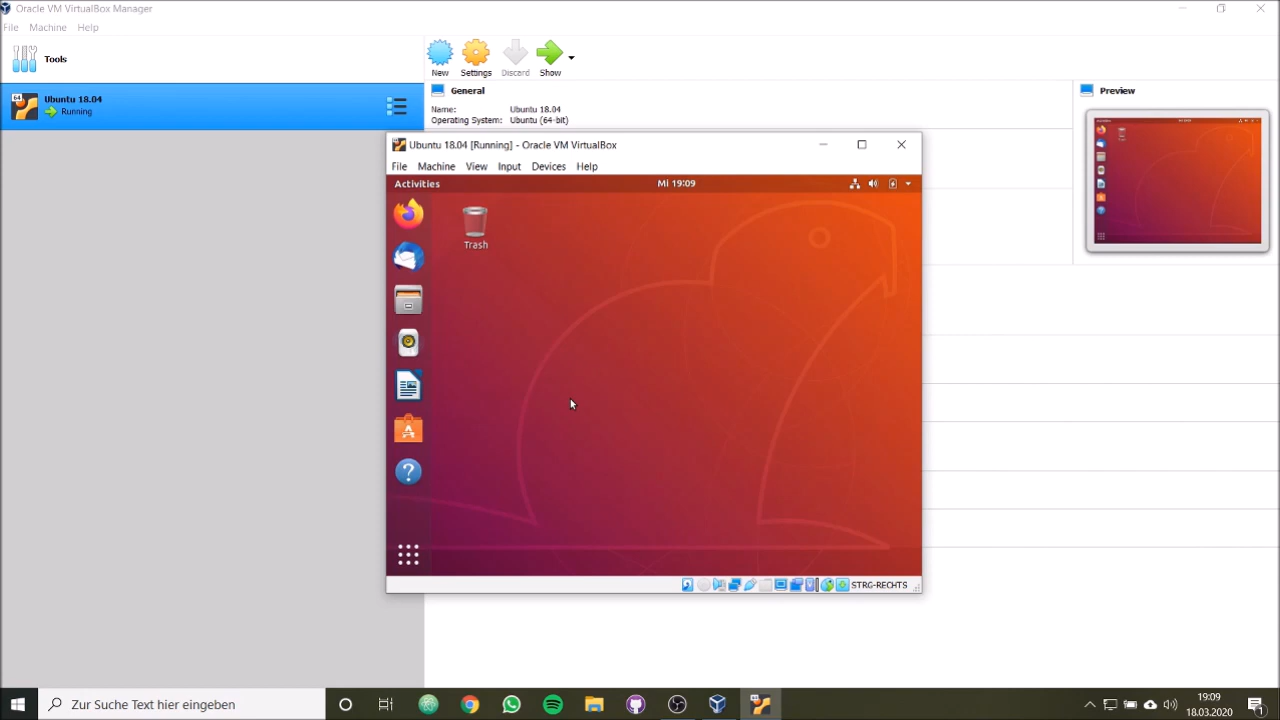 Oracle VM VirtualBox Manager
File Machine Help
Tools
New Settings Discard Show
64
Ubuntu 18.04
Running
General
Preview
Name: Ubuntu 18.04
Operating System: Ubuntu (64-bit)
Ubuntu 18.04 [Running] - Oracle VM VirtualBox
File Machine View Input Devices Help
Activities
Mi 19:09
Trash
STRG-RECHTS
Zur Suche Text hier eingeben
19:09
18.03.2020
1